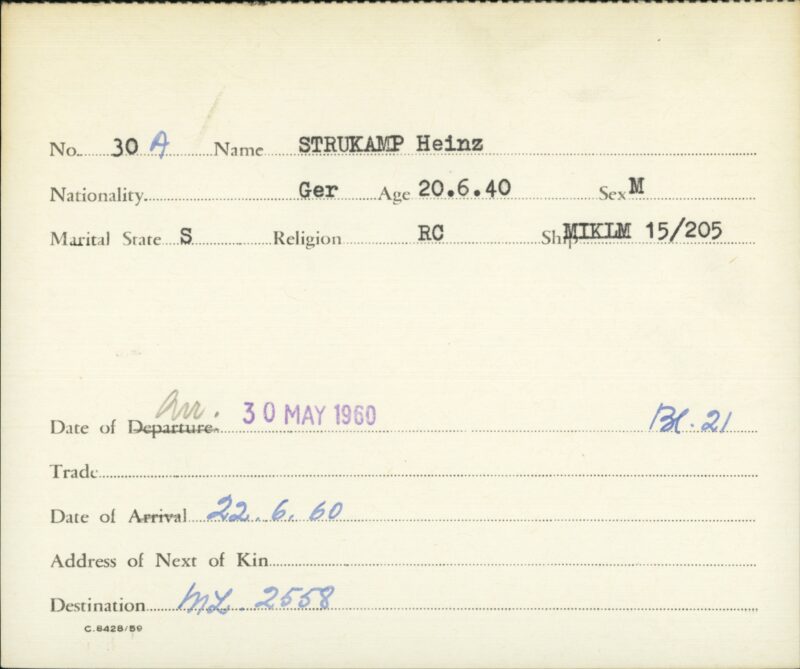 No. 30 A Name STRUKAMP Heinz
Nationality Ger Age 20.6.40 Sex M
Marital State S Religion RC Ship MIKLM 15/205
Date of Departure Arr. 30 MAY 1960 Bl. 21
Trade
Date of Arrival 22.6.60
Address of Next of Kin
Destination ML. 2558
C.8428/59